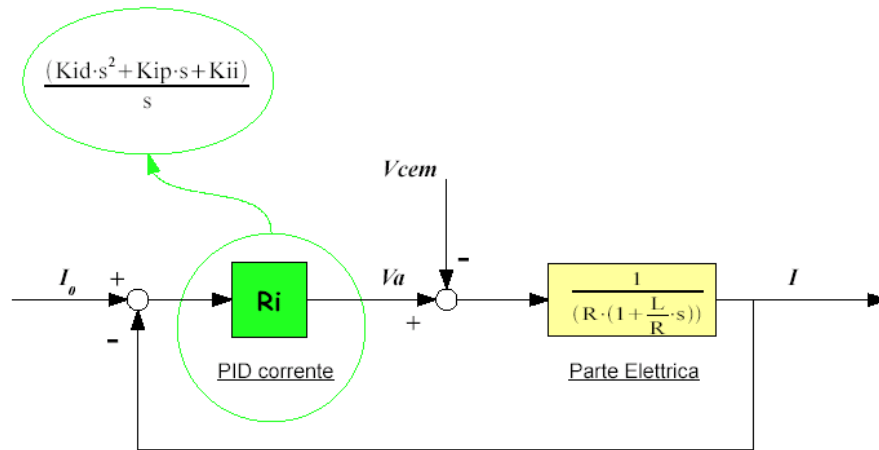 (Kid·s²+Kip·s+Kii)
s
Vcem
-
I₀
+
Ri
Va
+
-
1
(R·(1+L/R·s))
I
PID corrente
Parte Elettrica